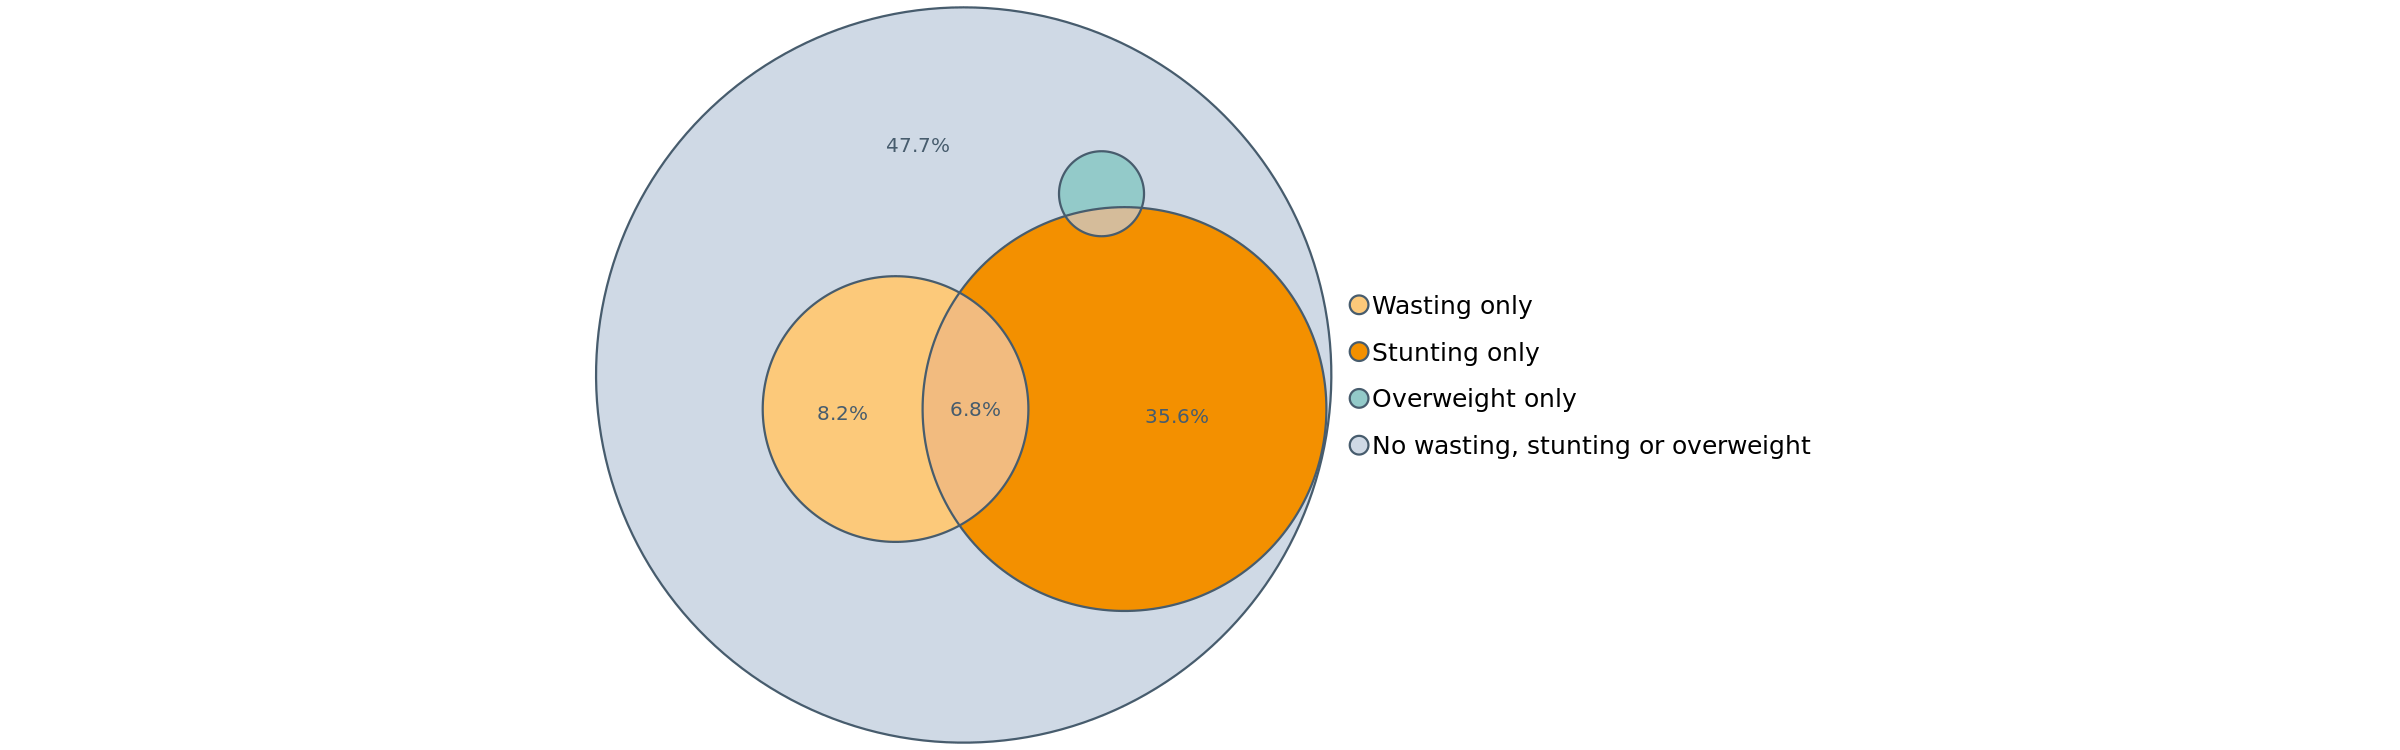 47.7%
8.2%
6.8%
35.6%
Wasting only
Stunting only
Overweight only
No wasting, stunting or overweight